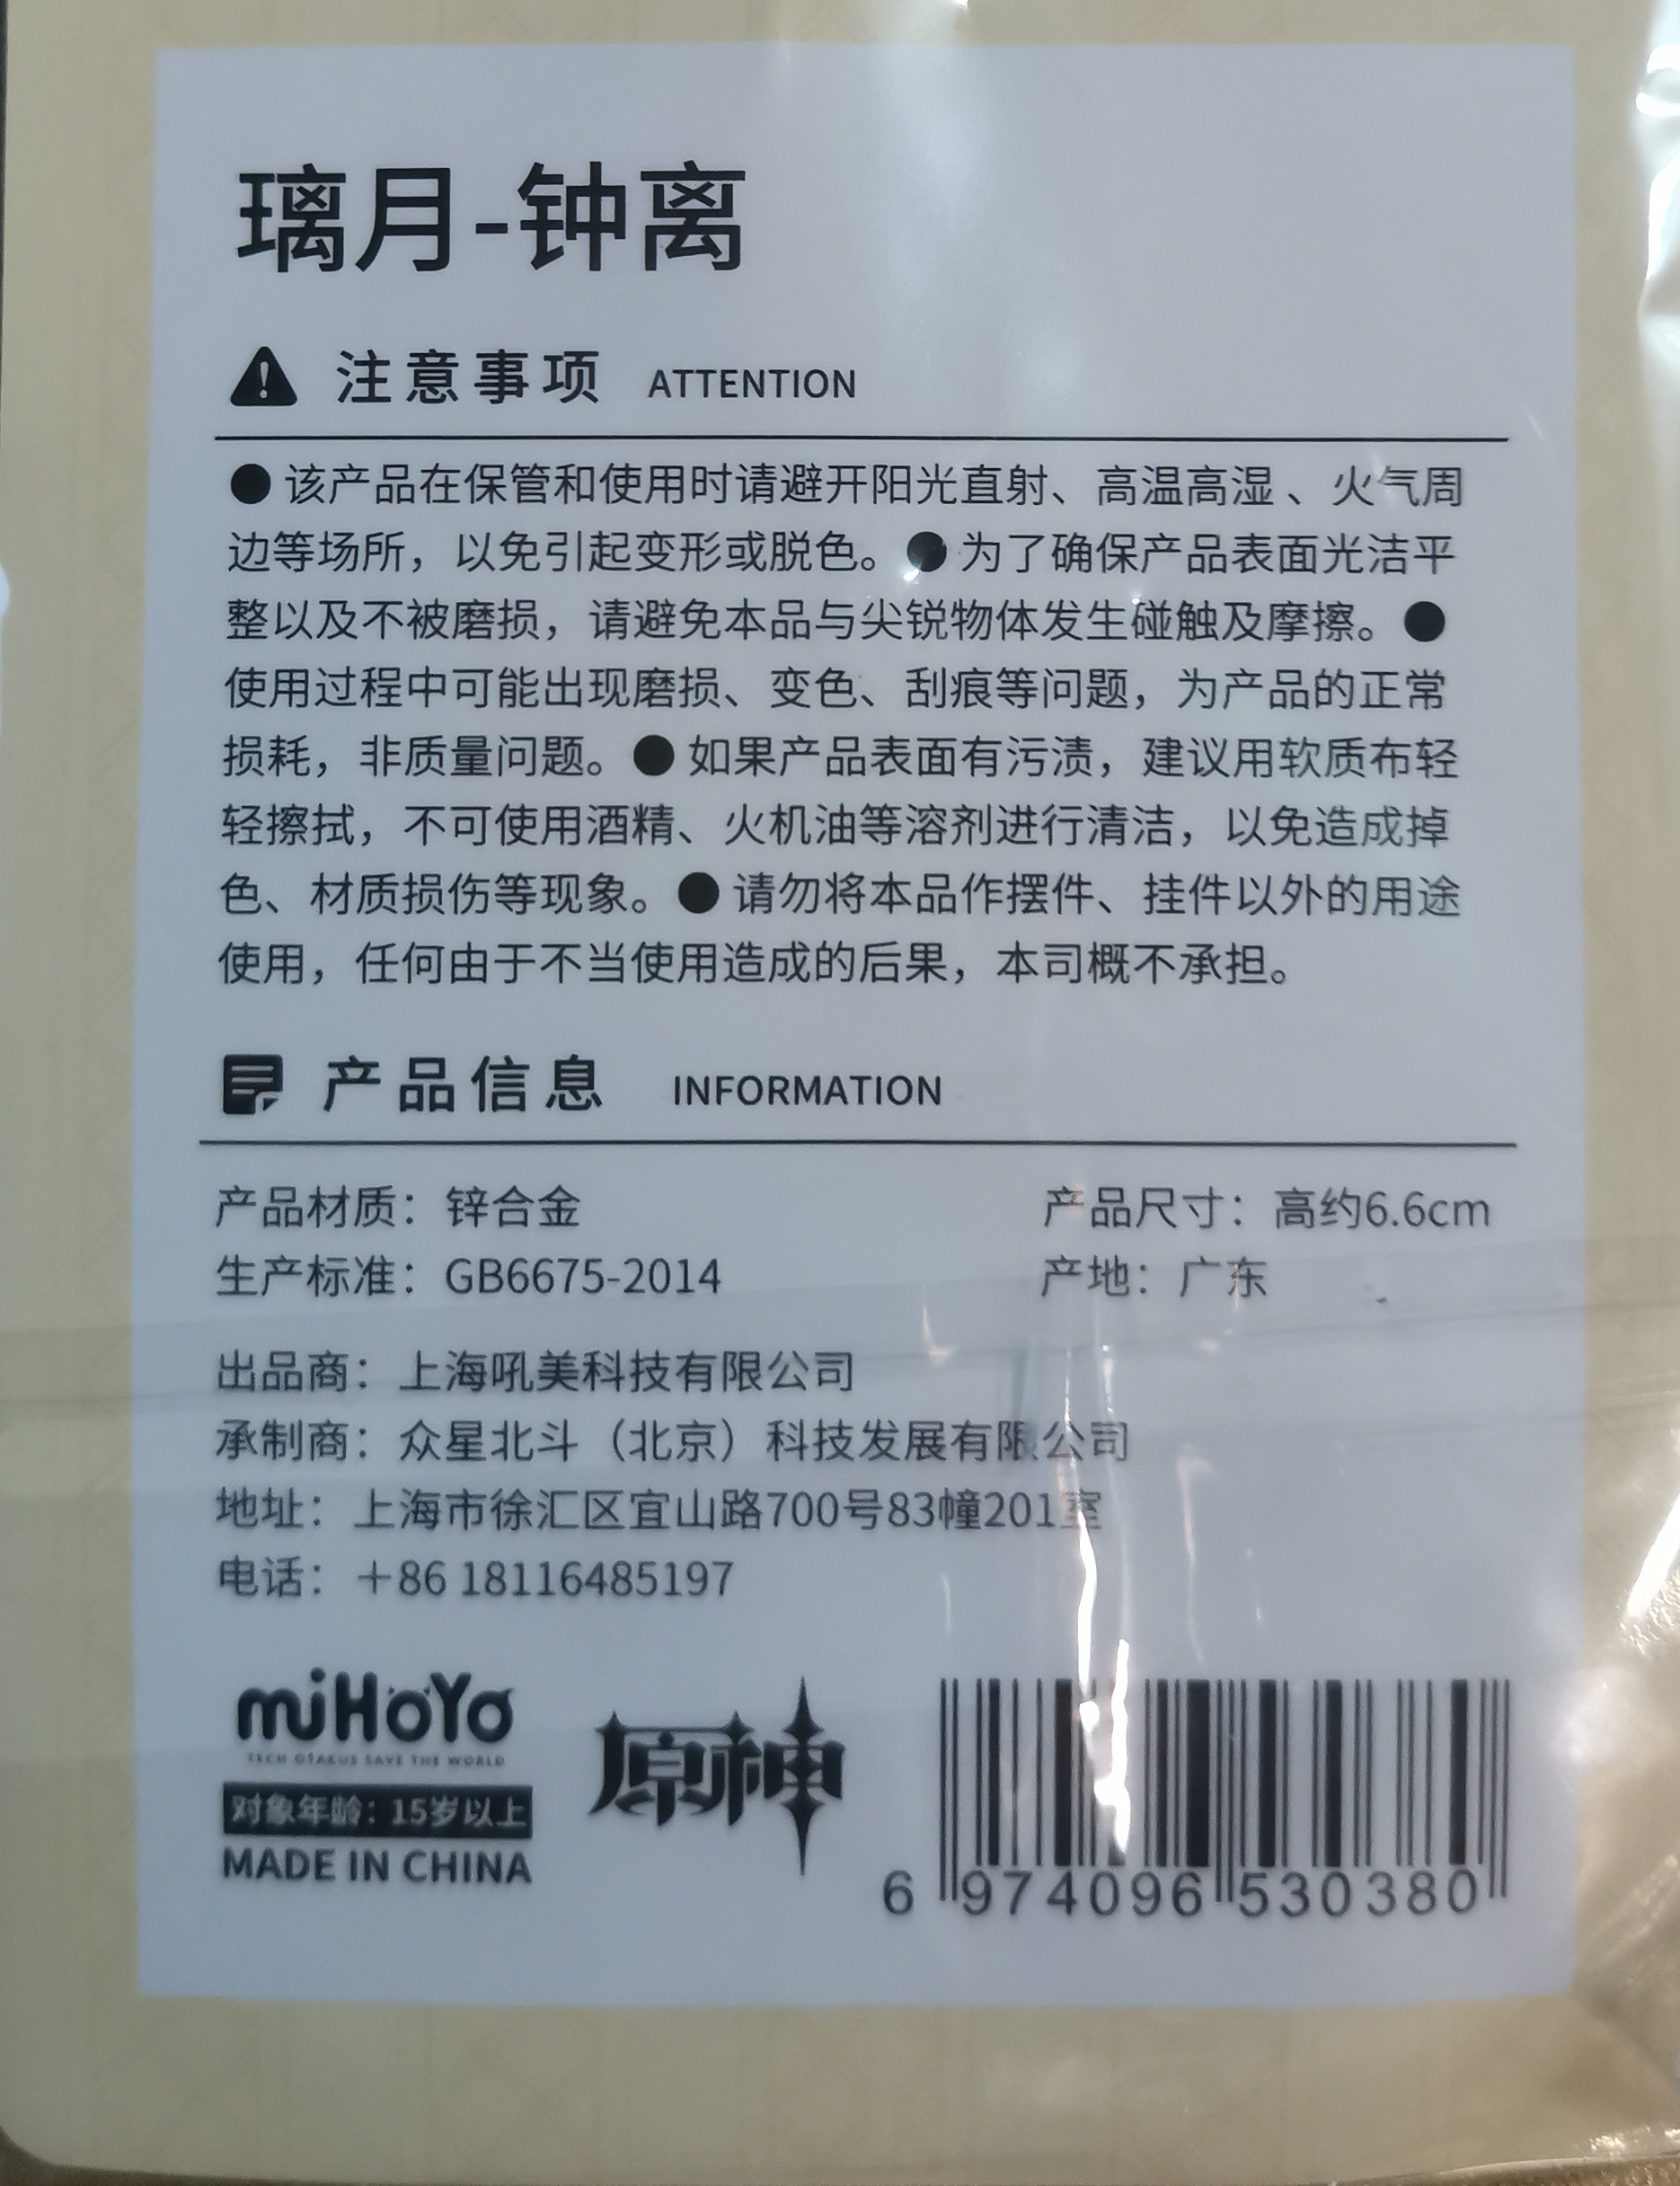 璃月-钟离
注意事项 ATTENTION
●该产品在保管和使用时请避开阳光直射、高温高湿、火气周
边等场所，以免引起变形或脱色。●为了确保产品表面光洁平
整以及不被磨损，请避免本品与尖锐物体发生碰触及摩擦。●
使用过程中可能出现磨损、变色、刮痕等问题，为产品的正常
损耗，非质量问题。●如果产品表面有污渍，建议用软质布轻
轻擦拭，不可使用酒精、火机油等溶剂进行清洁，以免造成掉
色、材质损伤等现象。●请勿将本品作摆件、挂件以外的用途
使用，任何由于不当使用造成的后果，本司概不承担。
产品信息 INFORMATION
产品材质：锌合金 产品尺寸：高约6.6cm
生产标准：GB6675-2014 产地：广东
出品商：上海吼美科技有限公司
承制商：众星北斗（北京）科技发展有限公司
地址：上海市徐汇区宜山路700号83幢201室
电话：+86 18116485197
miHoYo
TECH OTAKUS SAVE THE WORLD
原神
对象年龄：15岁以上
MADE IN CHINA
6 974096 530380